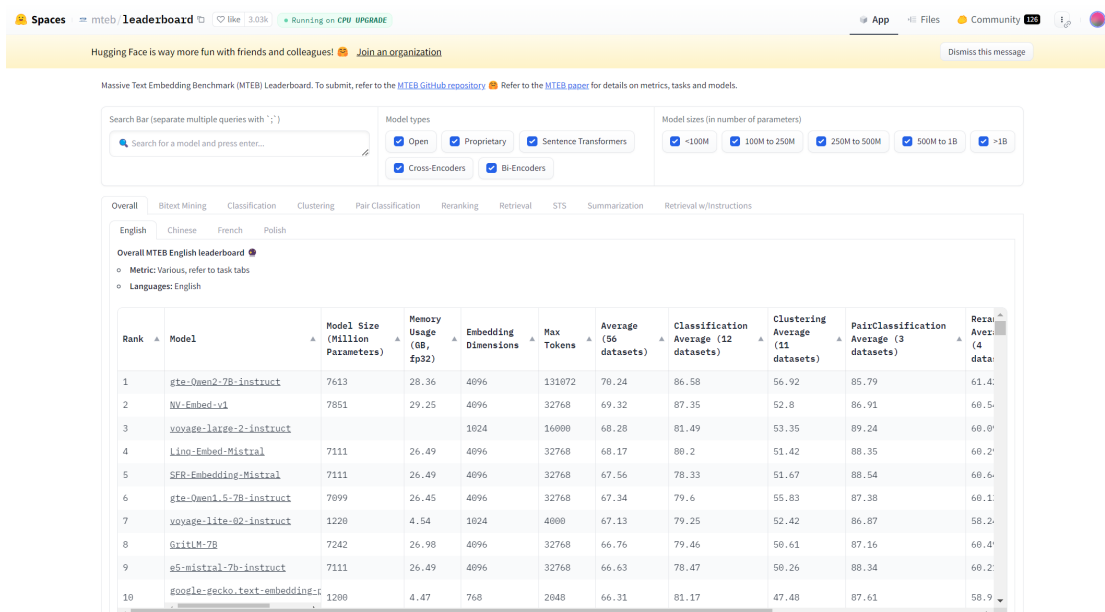 Spaces mteb/leaderboard like 3.03k Running on CPU UPGRADE App Files Community 126
Hugging Face is way more fun with friends and colleagues! 🤗 Join an organization Dismiss this message
Massive Text Embedding Benchmark (MTEB) Leaderboard. To submit, refer to the MTEB GitHub repository 🤗 Refer to the MTEB paper for details on metrics, tasks and models.
Search Bar (separate multiple queries with `;`)
🔍 Search for a model and press enter...
Model types
Open Proprietary Sentence Transformers
Cross-Encoders Bi-Encoders
Model sizes (in number of parameters)
<100M 100M to 250M 250M to 500M 500M to 1B >1B
Overall Bitext Mining Classification Clustering Pair Classification Reranking Retrieval STS Summarization Retrieval w/Instructions
English Chinese French Polish
Overall MTEB English leaderboard 🔮
Metric: Various, refer to task tabs
Languages: English
Rank Model Model Size (Million Parameters) Memory Usage (GB, fp32) Embedding Dimensions Max Tokens Average (56 datasets) Classification Average (12 datasets) Clustering Average (11 datasets) PairClassification Average (3 datasets)
1 gte-Qwen2-7B-instruct 7613 28.36 4096 131072 70.24 86.58 56.92 85.79
2 NV-Embed-v1 7851 29.25 4096 32768 69.32 87.35 52.8 86.91
3 voyage-large-2-instruct 1024 16000 68.28 81.49 53.35 89.24
4 Linq-Embed-Mistral 7111 26.49 4096 32768 68.17 80.2 51.42 88.35
5 SFR-Embedding-Mistral 7111 26.49 4096 32768 67.56 78.33 51.67 88.54
6 gte-Qwen1.5-7B-instruct 7099 26.45 4096 32768 67.34 79.6 55.83 87.38
7 voyage-lite-02-instruct 1220 4.54 1024 4000 67.13 79.25 52.42 86.87
8 GritLM-7B 7242 26.98 4096 32768 66.76 79.46 50.61 87.16
9 e5-mistral-7b-instruct 7111 26.49 4096 32768 66.63 78.47 50.26 88.34
10 google-gecko.text-embedding-p 1200 4.47 768 2048 66.31 81.17 47.48 87.61 58.9